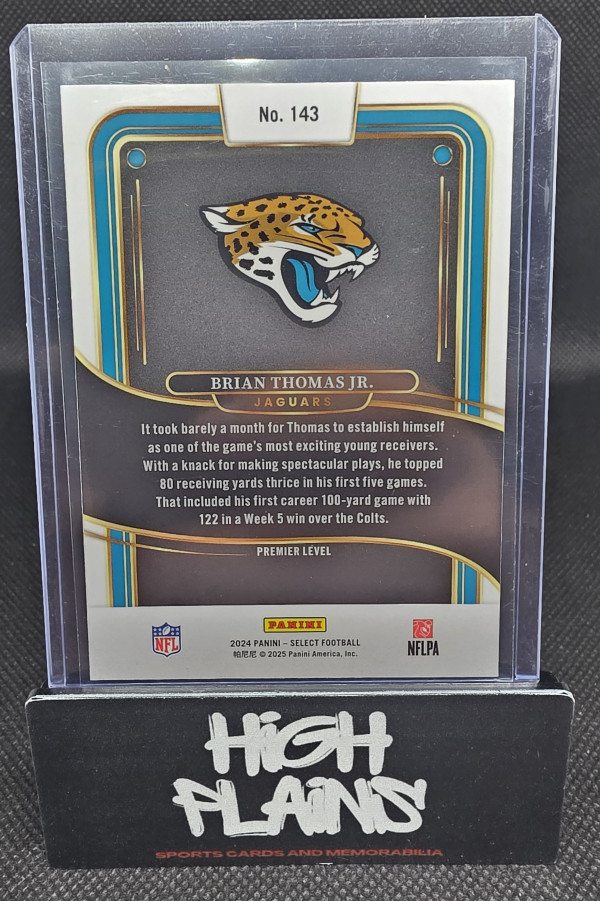 No. 143
BRIAN THOMAS JR.
JAGUARS
It took barely a month for Thomas to establish himself
as one of the game's most exciting young receivers.
With a knack for making spectacular plays, he topped
80 receiving yards thrice in his first five games.
That included his first career 100-yard game with
122 in a Week 5 win over the Colts.
PREMIER LEVEL
NFL
PANINI
2024 PANINI – SELECT FOOTBALL
帕尼尼 © 2025 Panini America, Inc.
NFLPA
HiGH
PLAiNS
SPORTS CARDS AND MEMORABILIA